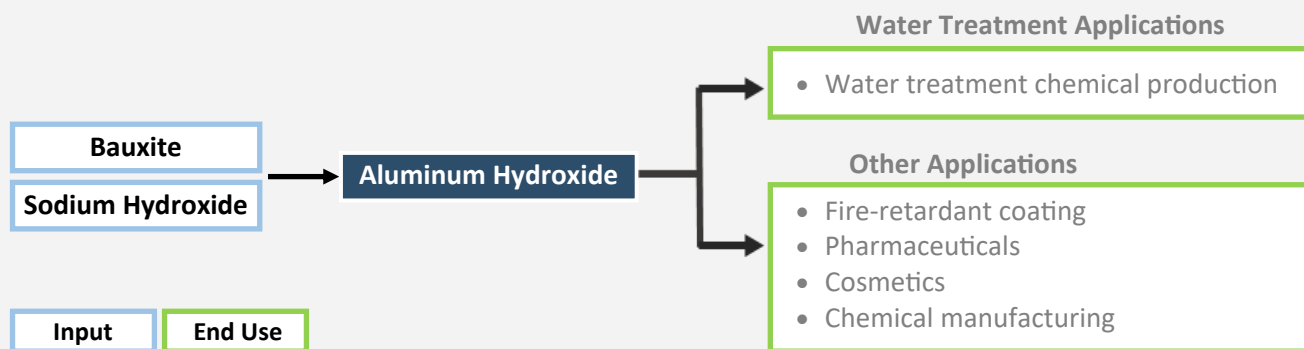 Water Treatment Applications
• Water treatment chemical production
Bauxite
Sodium Hydroxide
Aluminum Hydroxide
Other Applications
• Fire-retardant coating
• Pharmaceuticals
• Cosmetics
• Chemical manufacturing
Input
End Use